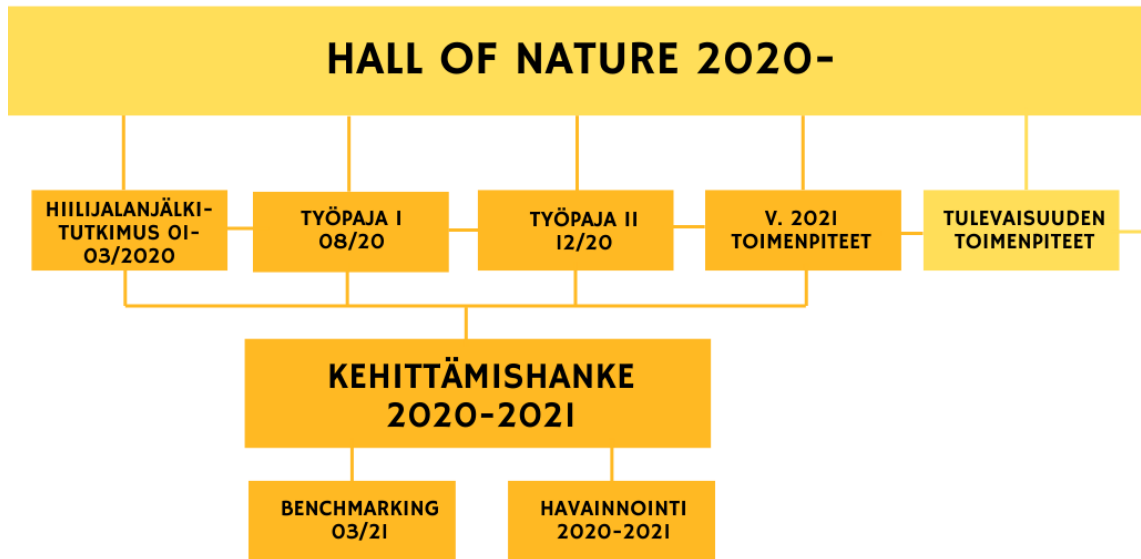 HALL OF NATURE 2020-
HIILIJALANJÄLKI-
TUTKIMUS 01-
03/2020
TYÖPAJA I
08/20
TYÖPAJA II
12/20
V. 2021
TOIMENPITEET
TULEVAISUUDEN
TOIMENPITEET
KEHITTÄMISHANKE
2020-2021
BENCHMARKING
03/21
HAVAINNOINTI
2020-2021